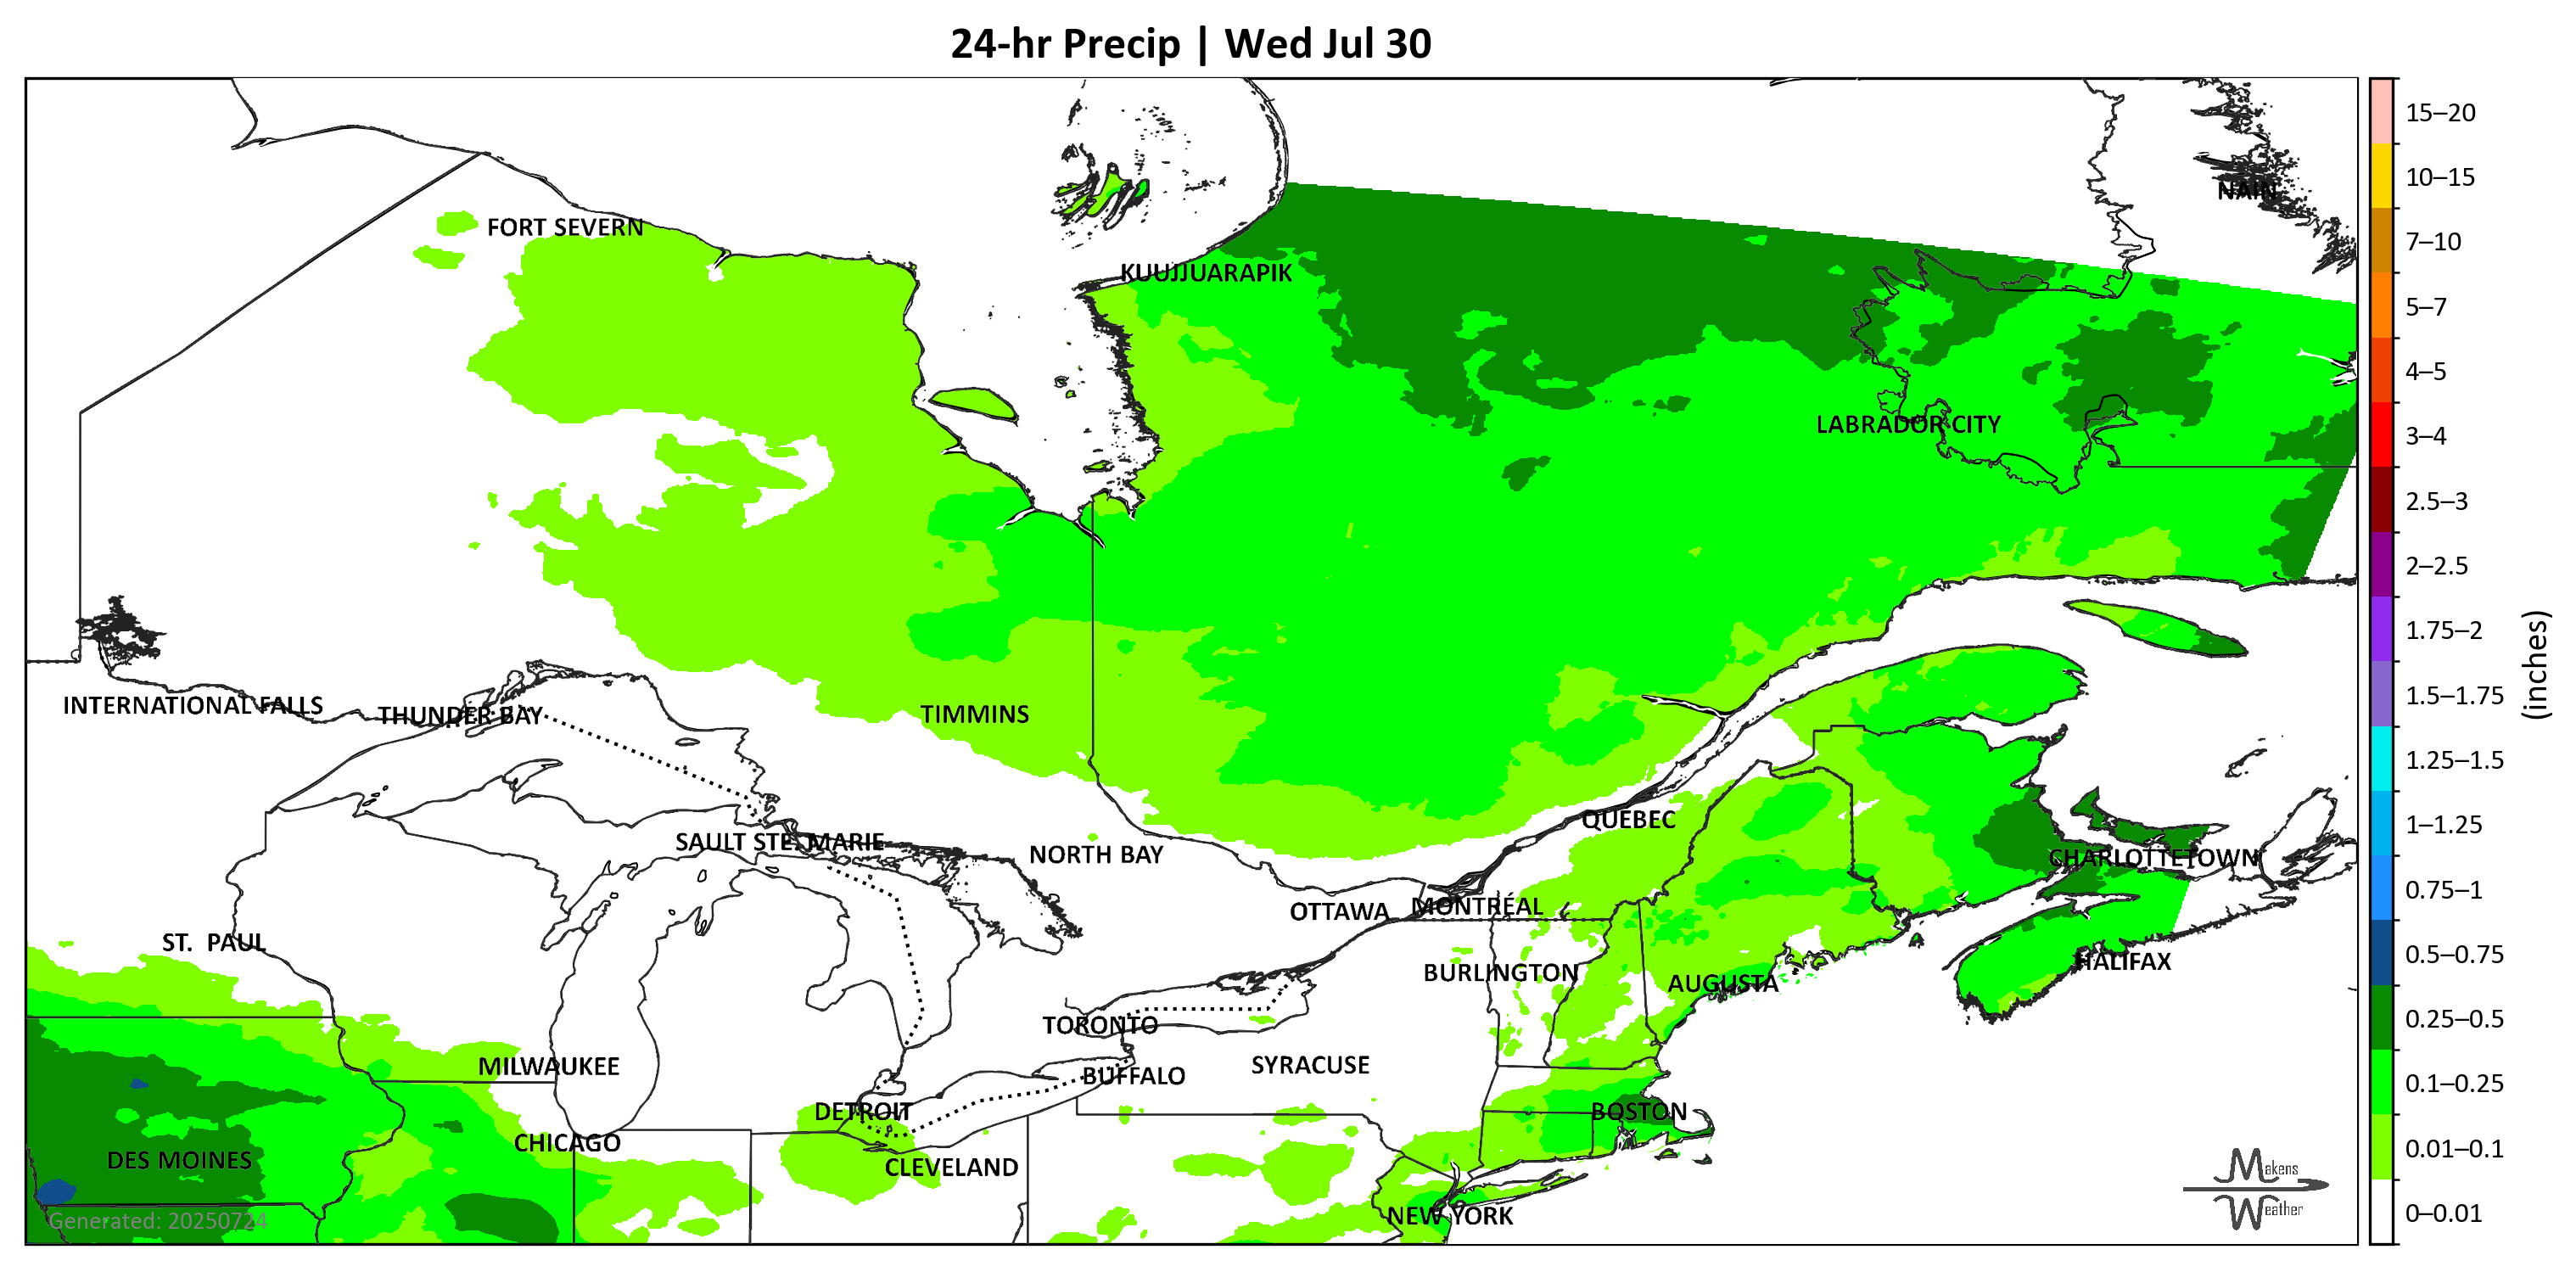 24-hr Precip | Wed Jul 30
NAIN
FORT SEVERN
KUUJJUARAPIK
LABRADOR CITY
INTERNATIONAL FALLS
THUNDER BAY
TIMMINS
QUÉBEC
SAULT STE. MARIE
NORTH BAY
CHARLOTTETOWN
OTTAWA
MONTRÉAL
ST. PAUL
HALIFAX
BURLINGTON
AUGUSTA
TORONTO
MILWAUKEE
SYRACUSE
BUFFALO
DETROIT
BOSTON
CHICAGO
DES MOINES
CLEVELAND
NEW YORK
Generated: 20250724
Makens
Weather
15–20
10–15
7–10
5–7
4–5
3–4
2.5–3
2–2.5
1.75–2
1.5–1.75
1.25–1.5
1–1.25
0.75–1
0.5–0.75
0.25–0.5
0.1–0.25
0.01–0.1
0–0.01
(inches)